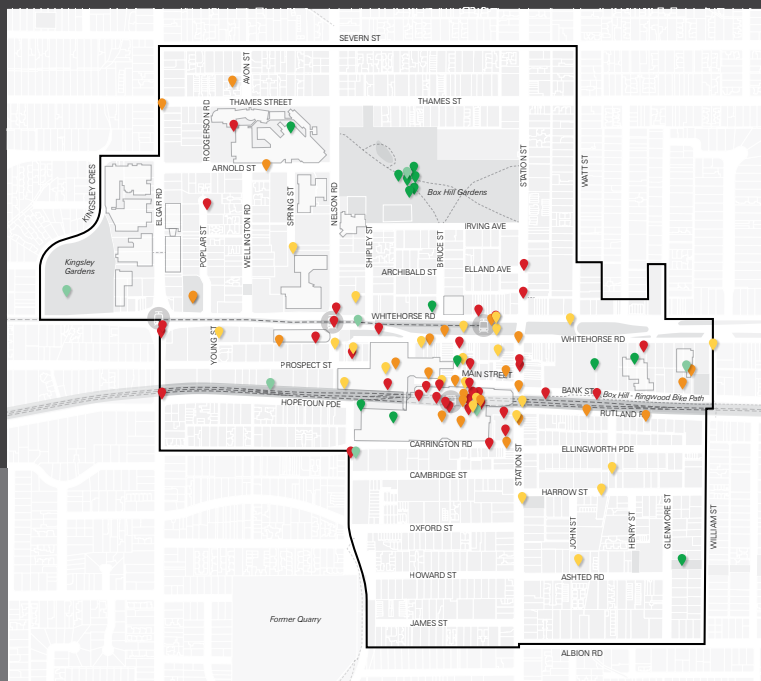 SEVERN ST
AVON ST
THAMES STREET
THAMES ST
RODGERSON RD
STATION ST
WATT ST
ARNOLD ST
KINGSLEY CRES
ELGAR RD
Box Hill Gardens
SPRING ST
NELSON RD
WELLINGTON RD
POPLAR ST
SHIPLEY ST
BRUCE ST
IRVING AVE
Kingsley
Gardens
ARCHIBALD ST
ELLAND AVE
WHITEHORSE RD
WHITEHORSE RD
YOUNG ST
PROSPECT ST
MAIN STREET
BANK ST
Box Hill - Ringwood Bike Path
HOPETOUN PDE
RUTLAND R
CARRINGTON RD
ELLINGWORTH PDE
STATION ST
CAMBRIDGE ST
HARROW ST
OXFORD ST
JOHN ST
HENRY ST
GLENMORE ST
WILLIAM ST
HOWARD ST
ASHTED RD
Former Quarry
JAMES ST
ALBION RD